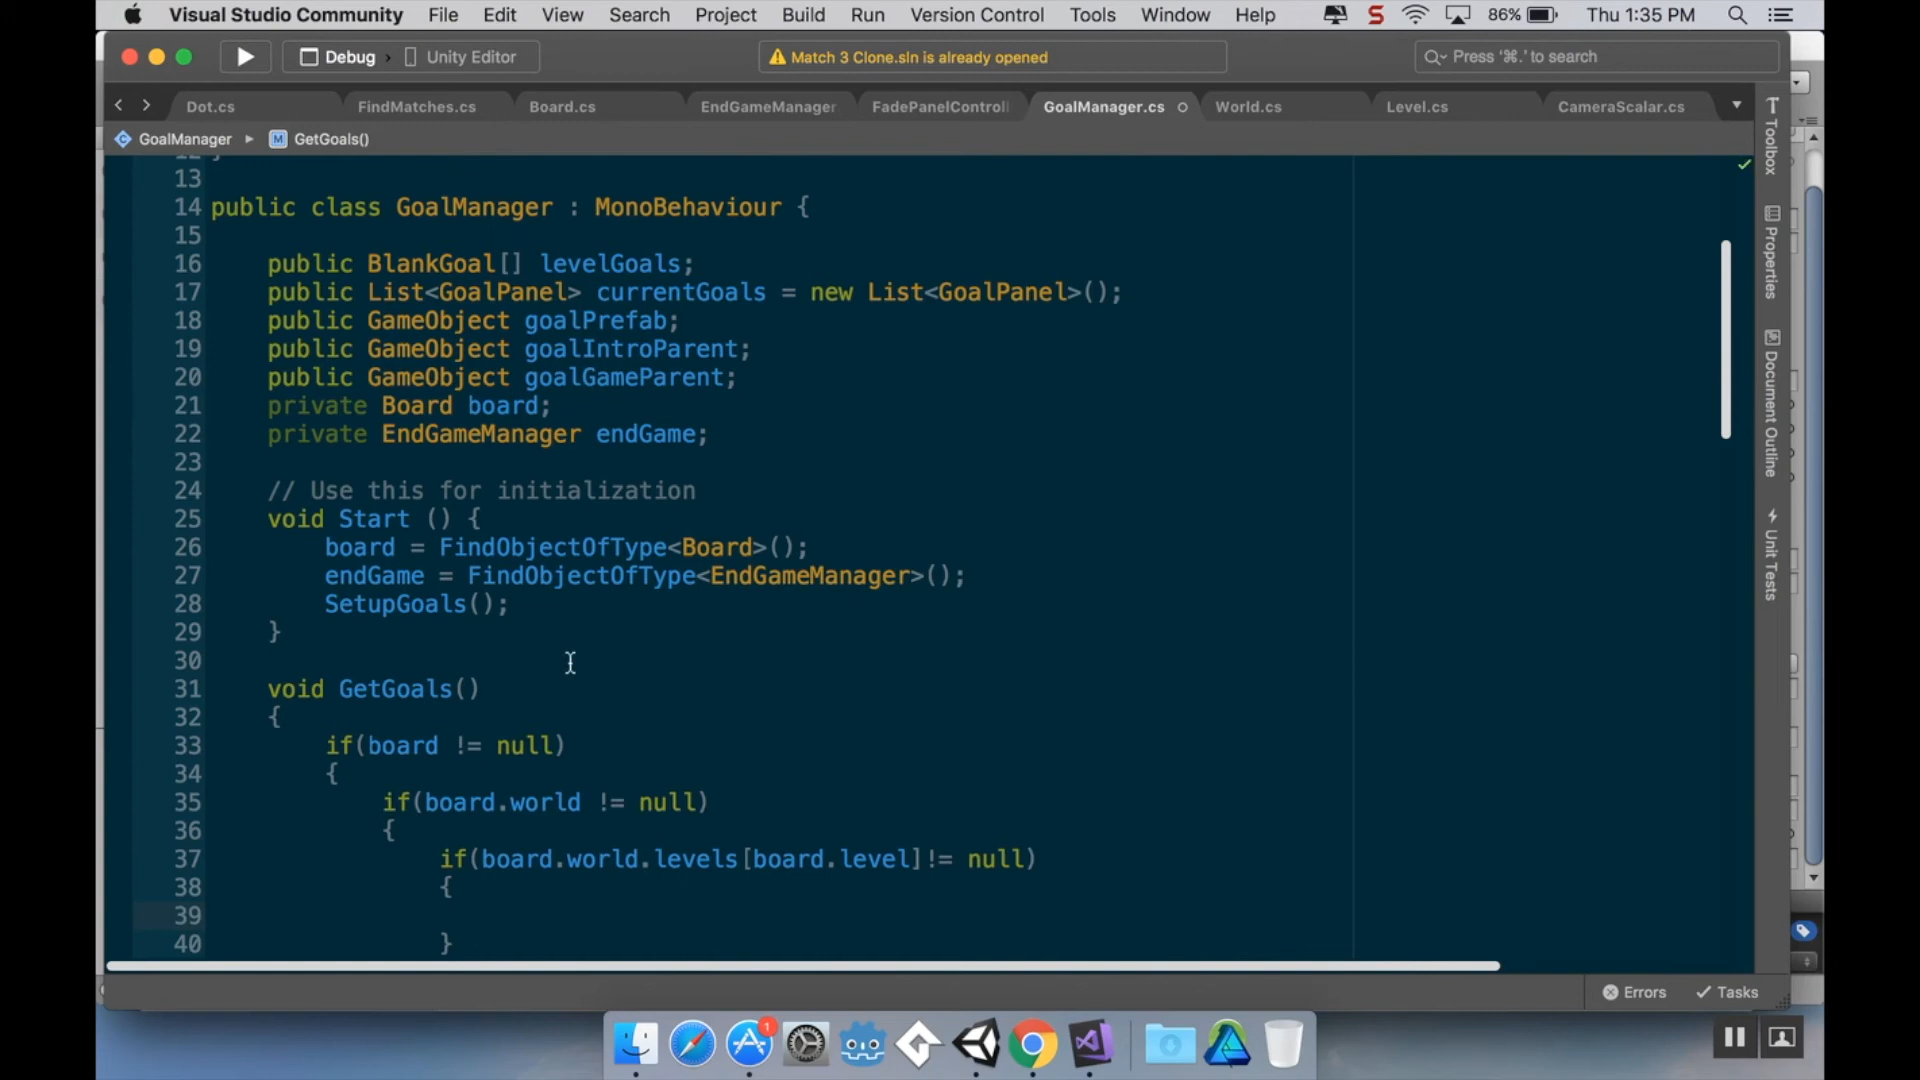 Visual Studio Community File Edit View Search Project Build Run Version Control Tools Window Help S 86% Thu 1:35 PM
Debug Unity Editor Match 3 Clone.sln is already opened Press '⌘.' to search
Dot.cs FindMatches.cs Board.cs EndGameManager FadePanelControll GoalManager.cs World.cs Level.cs CameraScalar.cs
GoalManager M GetGoals()
13
14 public class GoalManager : MonoBehaviour {
15
16 public BlankGoal[] levelGoals;
17 public List<GoalPanel> currentGoals = new List<GoalPanel>();
18 public GameObject goalPrefab;
19 public GameObject goalIntroParent;
20 public GameObject goalGameParent;
21 private Board board;
22 private EndGameManager endGame;
23
24 // Use this for initialization
25 void Start () {
26 board = FindObjectOfType<Board>();
27 endGame = FindObjectOfType<EndGameManager>();
28 SetupGoals();
29 }
30
31 void GetGoals()
32 {
33 if(board != null)
34 {
35 if(board.world != null)
36 {
37 if(board.world.levels[board.level]!= null)
38 {
39
40 }
Toolbox
Properties
Document Outline
Unit Tests
Errors Tasks
1